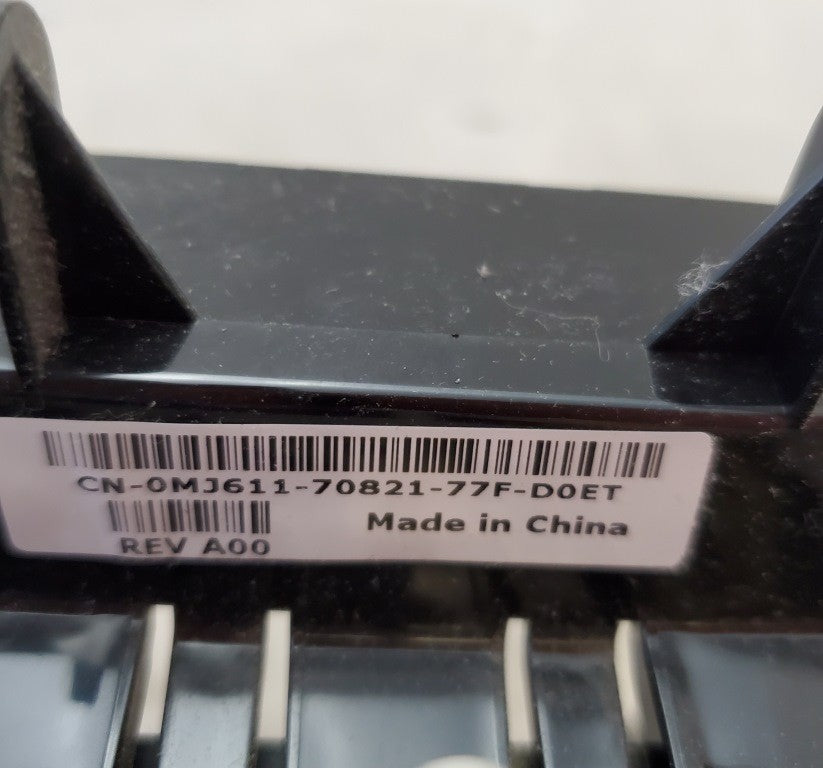 CN-0MJ611-70821-77F-D0ET
Made in China
REV A00